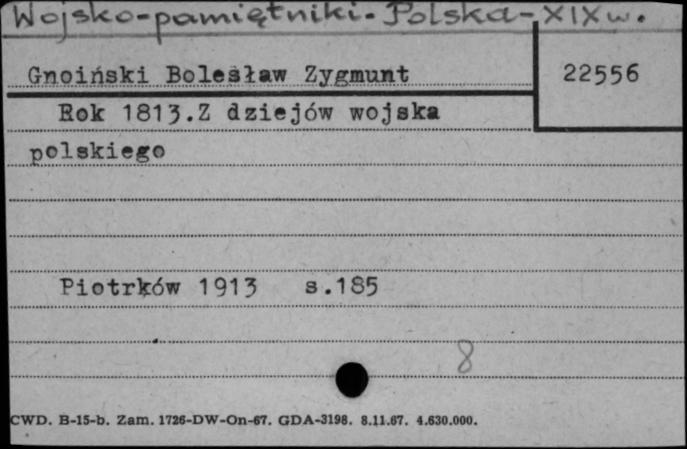 Wojsko-pamiętniki-Polska-XIXw.
Gnoiński Bolesław Zygmunt
22556
Rok 1813.Z dziejów wojska
polskiego
Piotrków 1913 s.185
8
CWD. B-15-b. Zam. 1726-DW-On-67. GDA-3198. 8.11.67. 4.630.000.